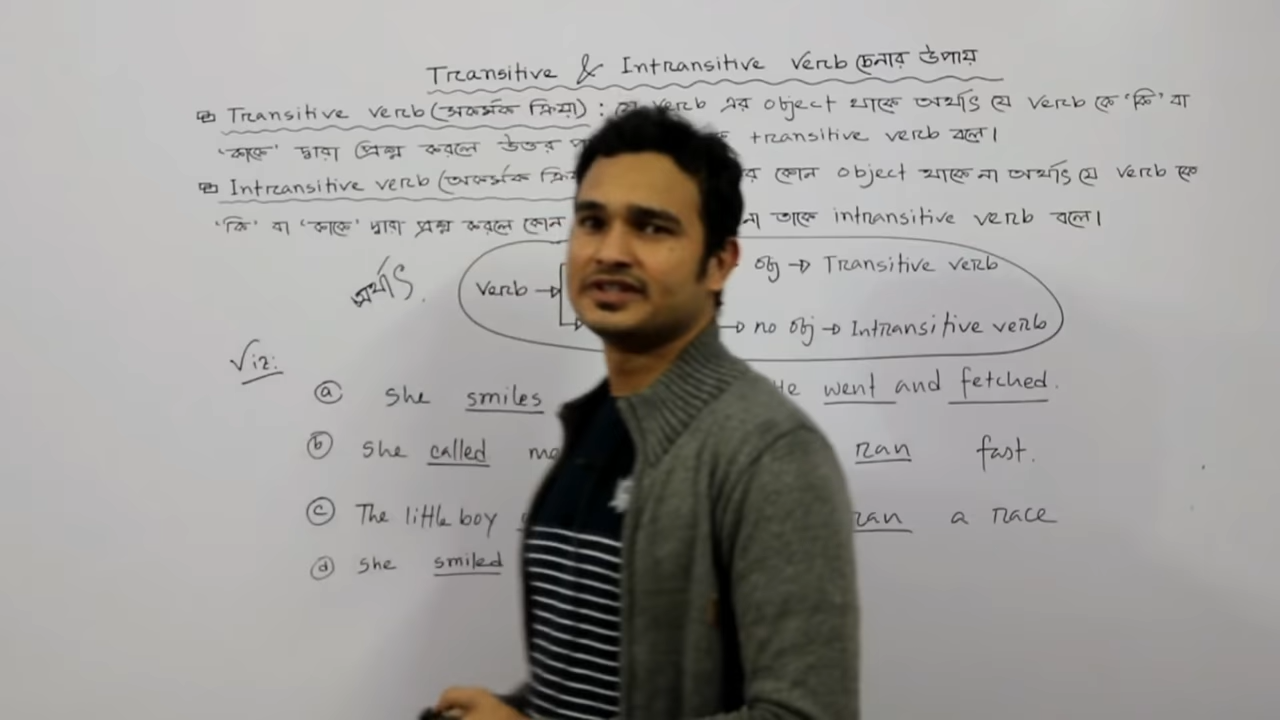 Transitive & Intransitive verb চেনার উপায়
Transitive verb (সকর্মক ক্রিয়া) : যে verb এর object থাকে অর্থাৎ যে verb কে 'কি' বা
'কাকে' দ্বারা প্রশ্ন করলে উত্তর transitive verb বলে।
Intransitive verb (অকর্মক কোন object থাকে না অর্থাৎ যে verb কে
'কি' বা 'কাকে' দ্বারা প্রশ্ন করলে কোন না তাকে intransitive verb বলে।
অর্থাৎ verb → obj → Transitive verb
→ no obj → Intransitive verb
Viz:
ⓐ She smiles went and fetched.
ⓑ She called ran fast.
ⓒ The little boy ran a race
ⓓ She smiled